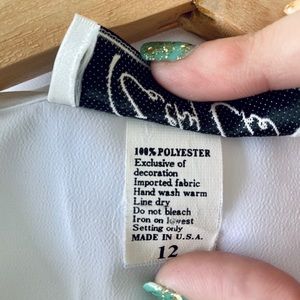 100% POLYESTER
Exclusive of
decoration
Imported fabric
Hand wash warm
Line dry
Do not bleach
Iron on lowest
Setting only
MADE IN U.S.A.
12